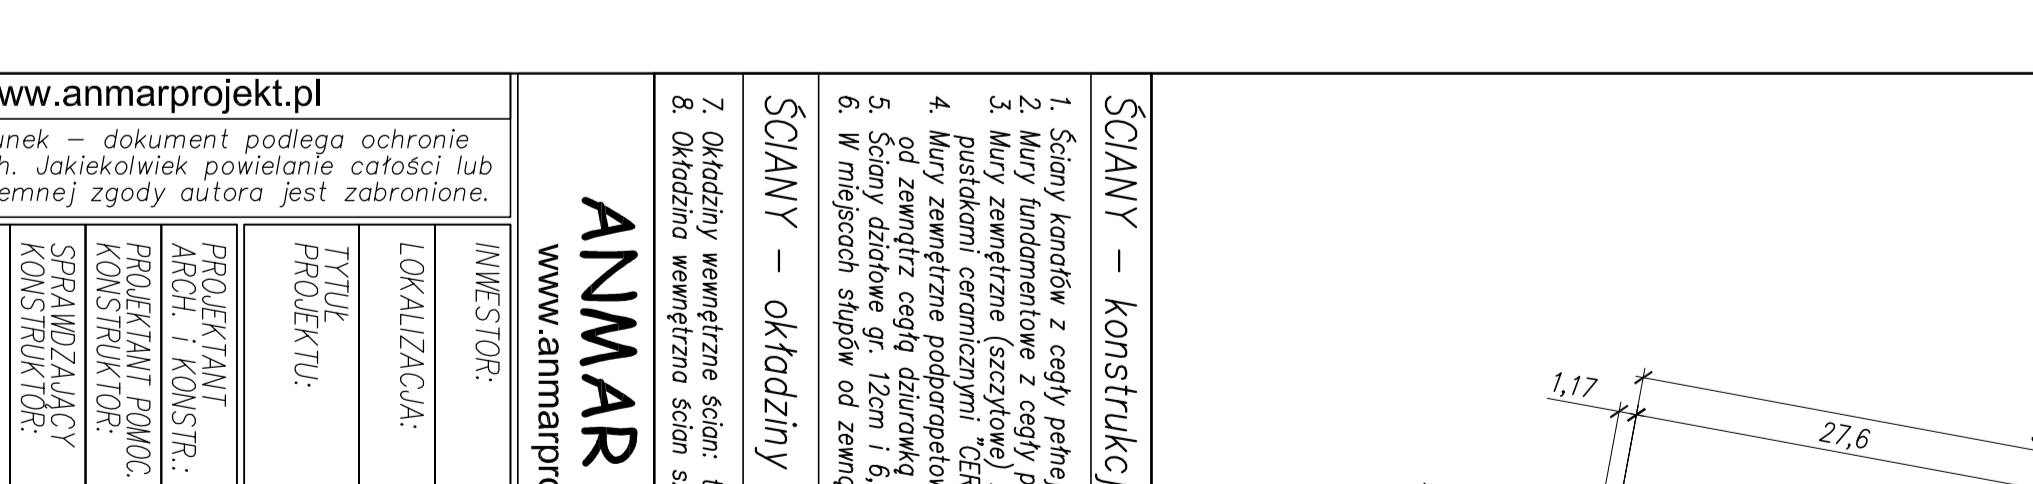 ww.anmarprojekt.pl
unek – dokument podlega ochronie
h. Jakiekolwiek powielanie całości lub
emnej zgody autora jest zabronione.
ŚCIANY – konstrukcj
1. Ściany kanałów z cegły pełnej
2. Mury fundamentowe z cegły p
3. Mury zewnętrzne (szczytowe)
pustakami ceramicznymi "CER
4. Mury zewnętrzne podparapetow
od zewnątrz cegłą dziurawką
5. Ściany działowe gr. 12cm i 6,
6. W miejscach słupów od zewną
ŚCIANY – okładziny
7. Okładziny wewnętrzne ścian: t
8. Okładzina wewnętrzna ścian s
ANMAR
www.anmarpro
INWESTOR:
LOKALIZACJA:
TYTUŁ
PROJEKTU:
PROJEKTANT
ARCH. i KONSTR.:
PROJEKTANT POMOC.
KONSTRUKTOR:
SPRAWDZAJĄCY
KONSTRUKTOR:
1,17
27,6